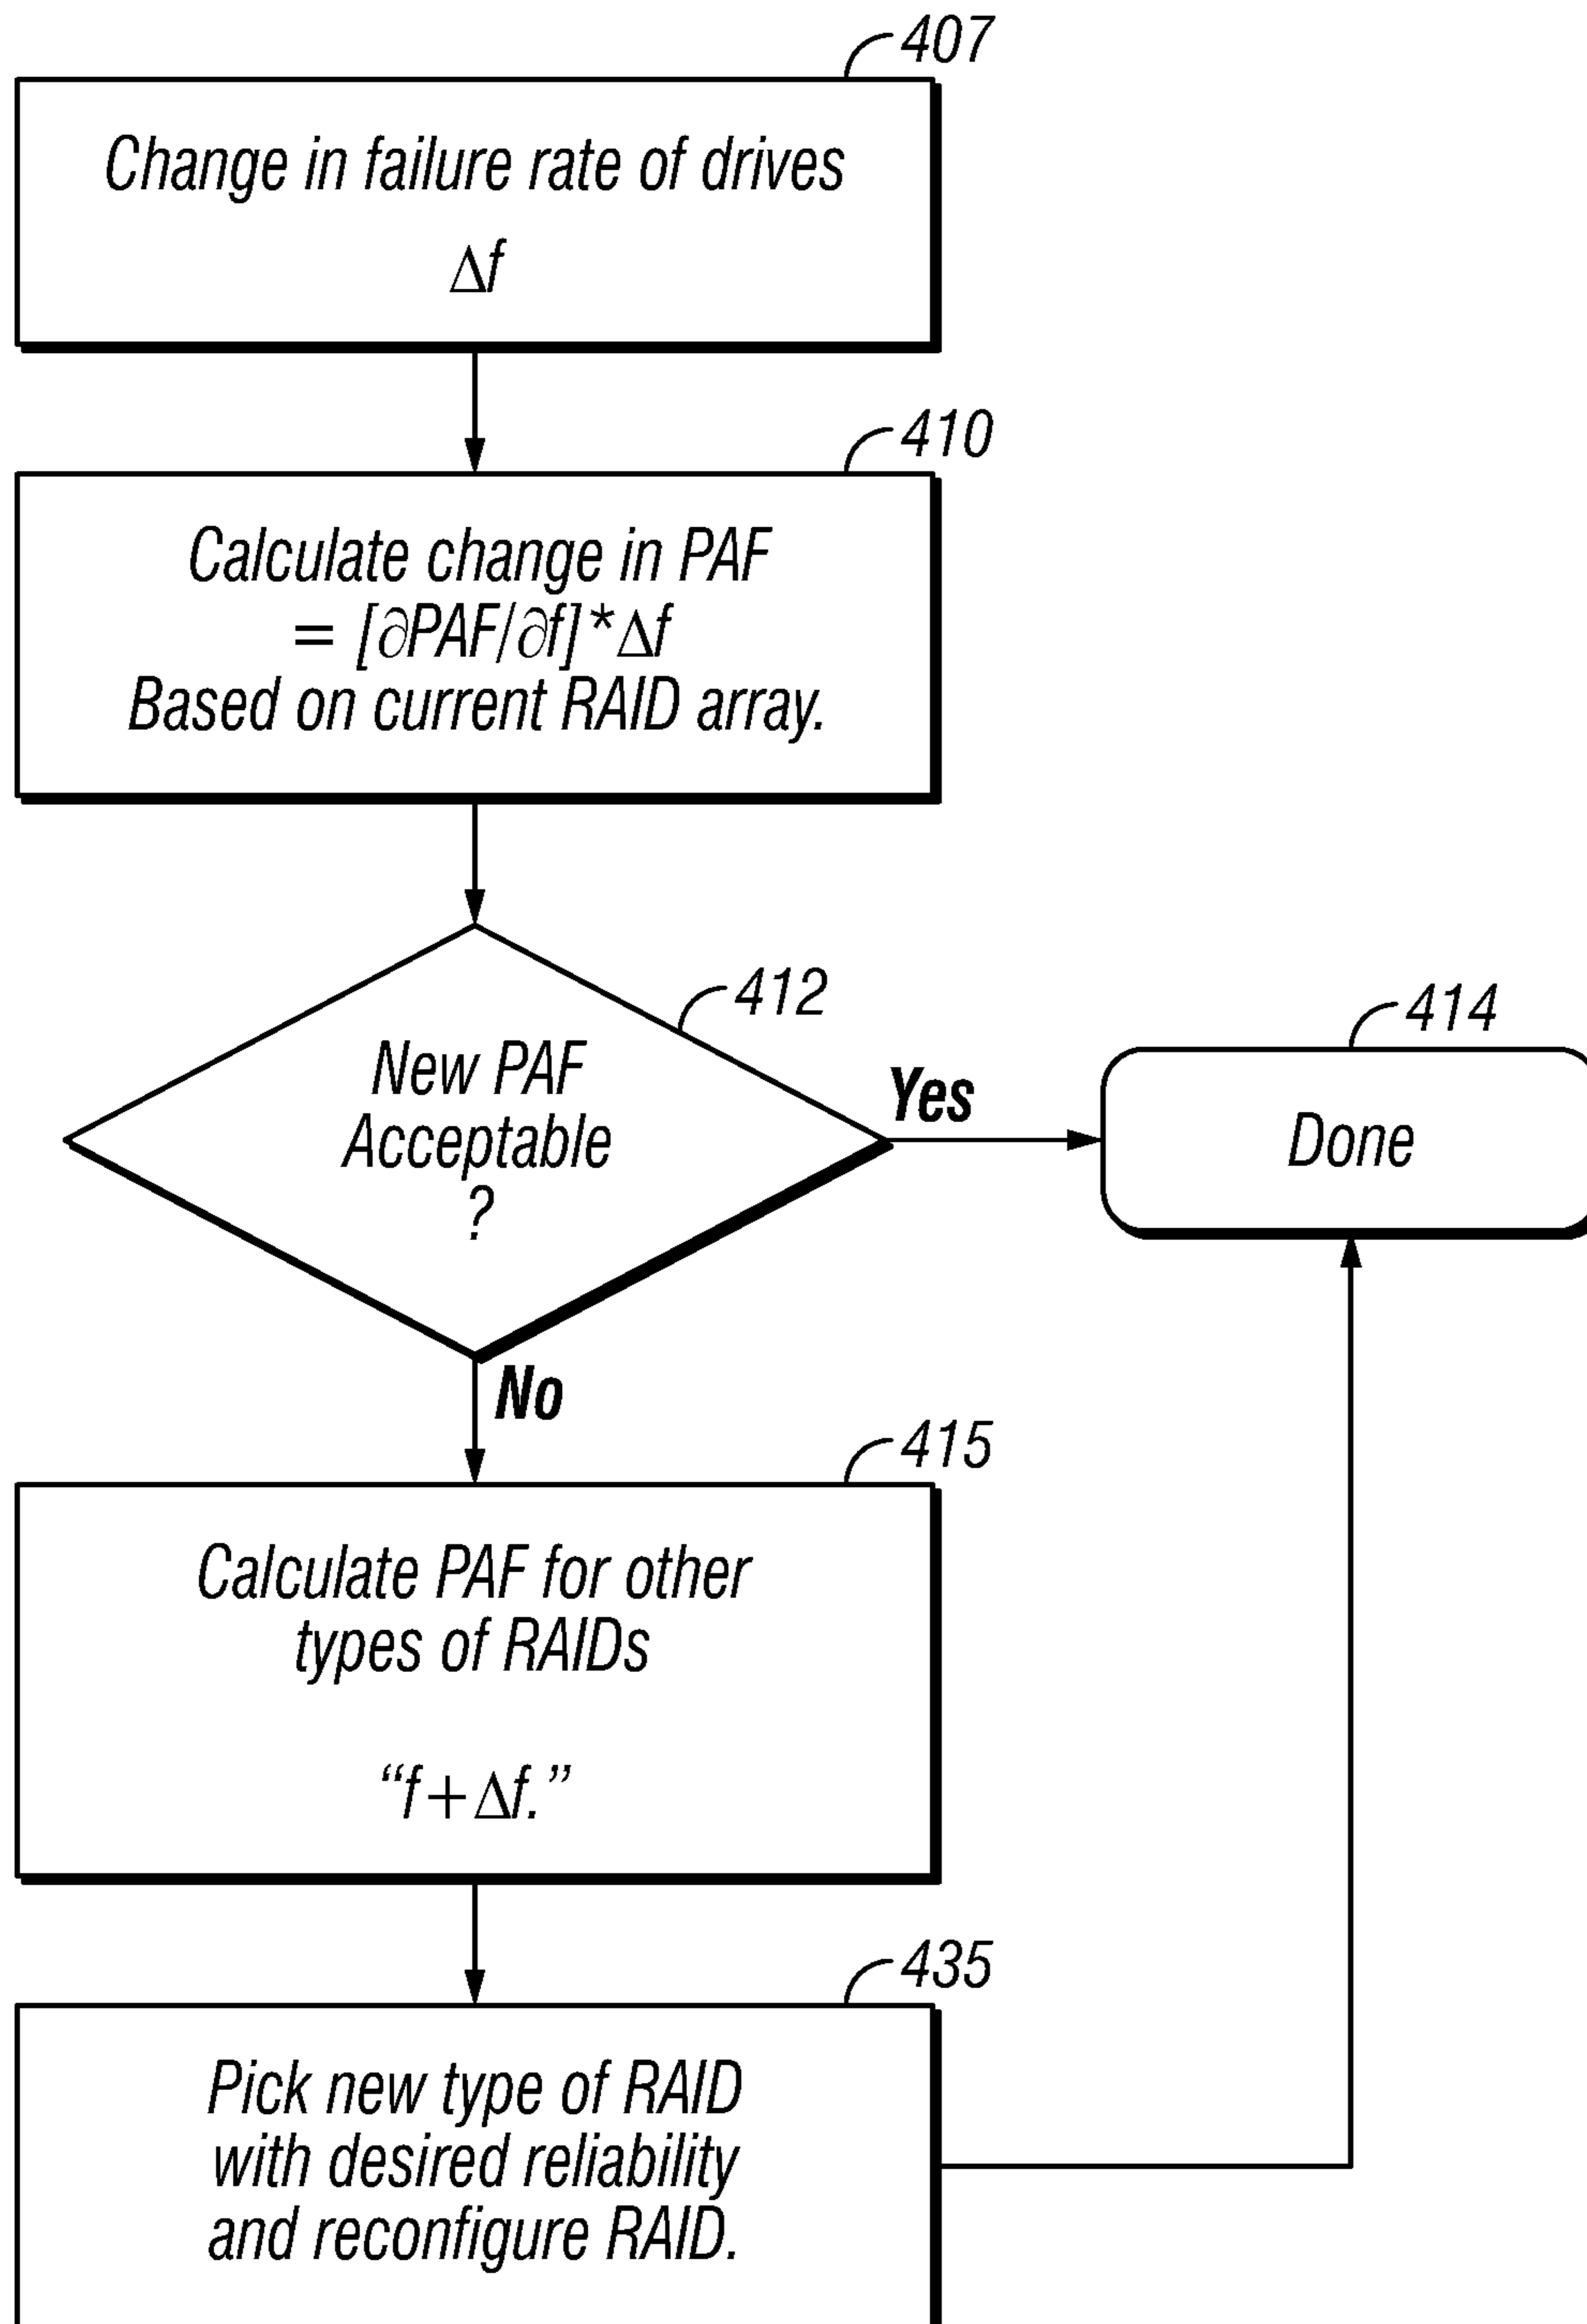 407
Change in failure rate of drives
Δf
410
Calculate change in PAF
= [∂PAF/∂f]*Δf
Based on current RAID array.
412
New PAF
Acceptable
?
Yes
414
Done
No
415
Calculate PAF for other
types of RAIDs
“f+Δf.”
435
Pick new type of RAID
with desired reliability
and reconfigure RAID.